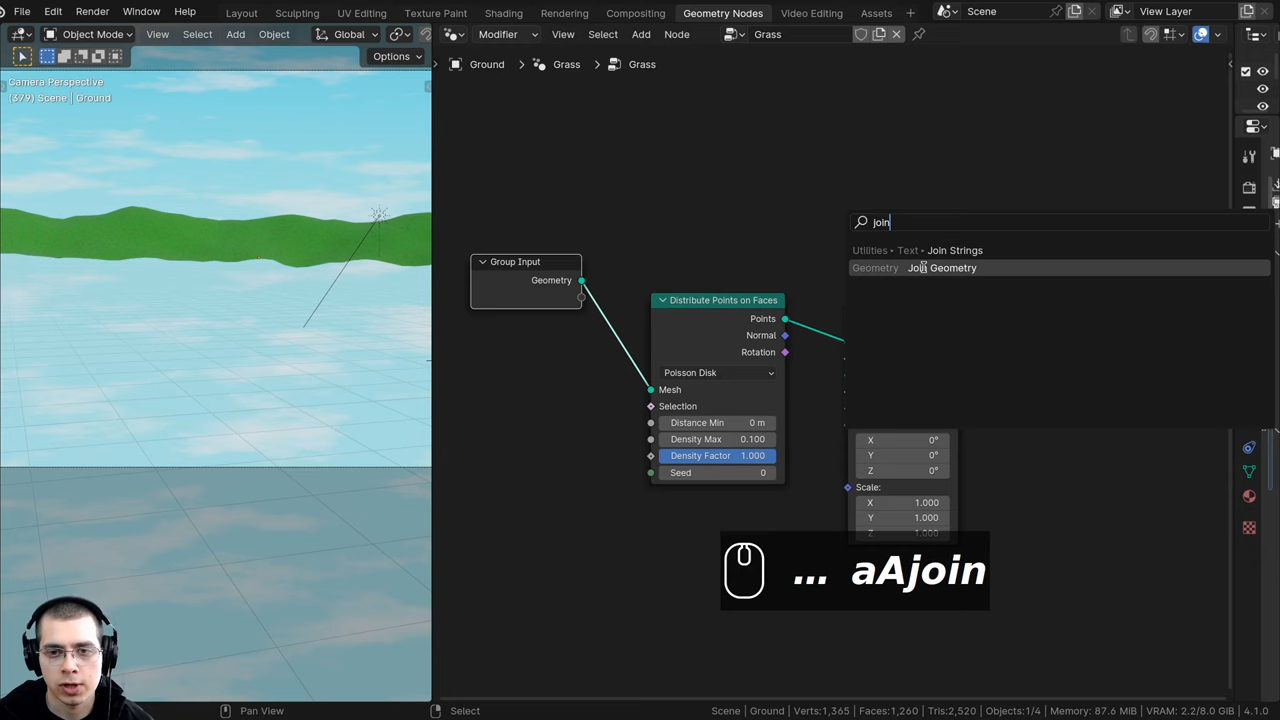 File Edit Render Window Help Layout Sculpting UV Editing Texture Paint Shading Rendering Compositing Geometry Nodes Video Editing Assets Scene View Layer
Object Mode View Select Add Object Global Modifier View Select Add Node Grass
Options
Ground > Grass > Grass
Camera Perspective
(379) Scene | Ground
join
Utilities ▸ Text ▸ Join Strings
Geometry Join Geometry
Group Input
Geometry
Distribute Points on Faces
Points
Normal
Rotation
Poisson Disk
Mesh
Selection
Distance Min 0 m
Density Max 0.100
Density Factor 1.000
Seed 0
X 0°
Y 0°
Z 0°
Scale:
X 1.000
Y 1.000
Z 1.000
... aAjoin
Pan View Select Scene | Ground | Verts:1,365 | Faces:1,260 | Tris:2,520 | Objects:1/4 | Memory: 87.6 MiB | VRAM: 2.2/8.0 GiB | 4.1.0